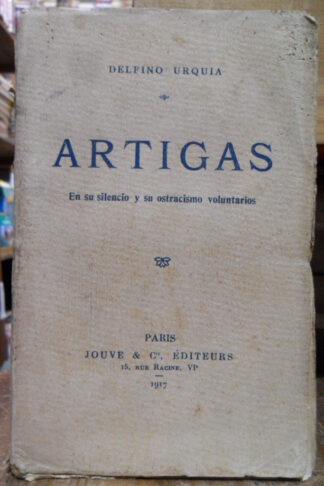 DELFINO URQUIA
ARTIGAS
En su silencio y su ostracismo voluntarios
PARIS
JOUVE & Cⁱᵉ, ÉDITEURS
15, RUE RACINE, VIᵉ
1917